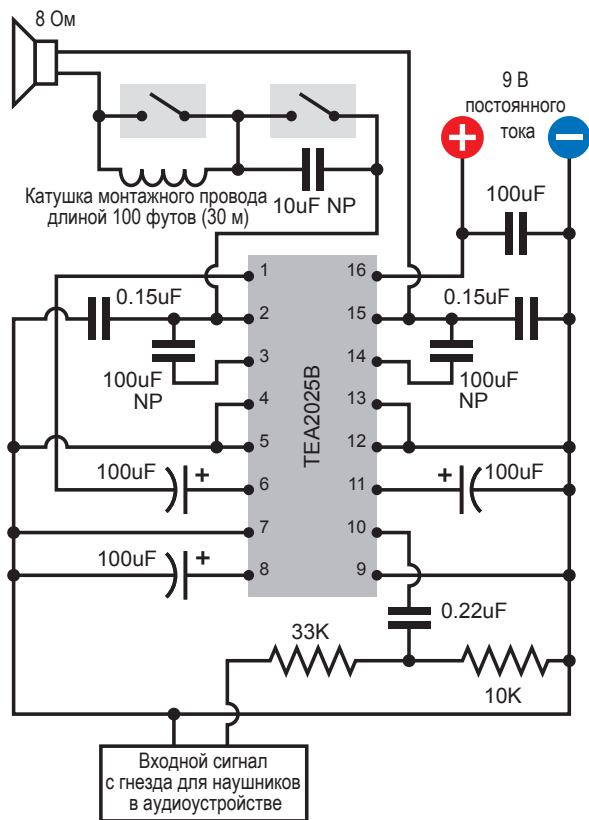 8 Ом
9 В
постоянного
тока
Катушка монтажного провода
длиной 100 футов (30 м)
10uF NP
100uF
1
16
0.15uF
0.15uF
2
15
3
14
100uF
NP
100uF
NP
TEA2025B
4
13
5
12
100uF
+
6
11
+
100uF
7
10
100uF
+
8
9
0.22uF
33K
10K
Входной сигнал
с гнезда для наушников
в аудиоустройстве